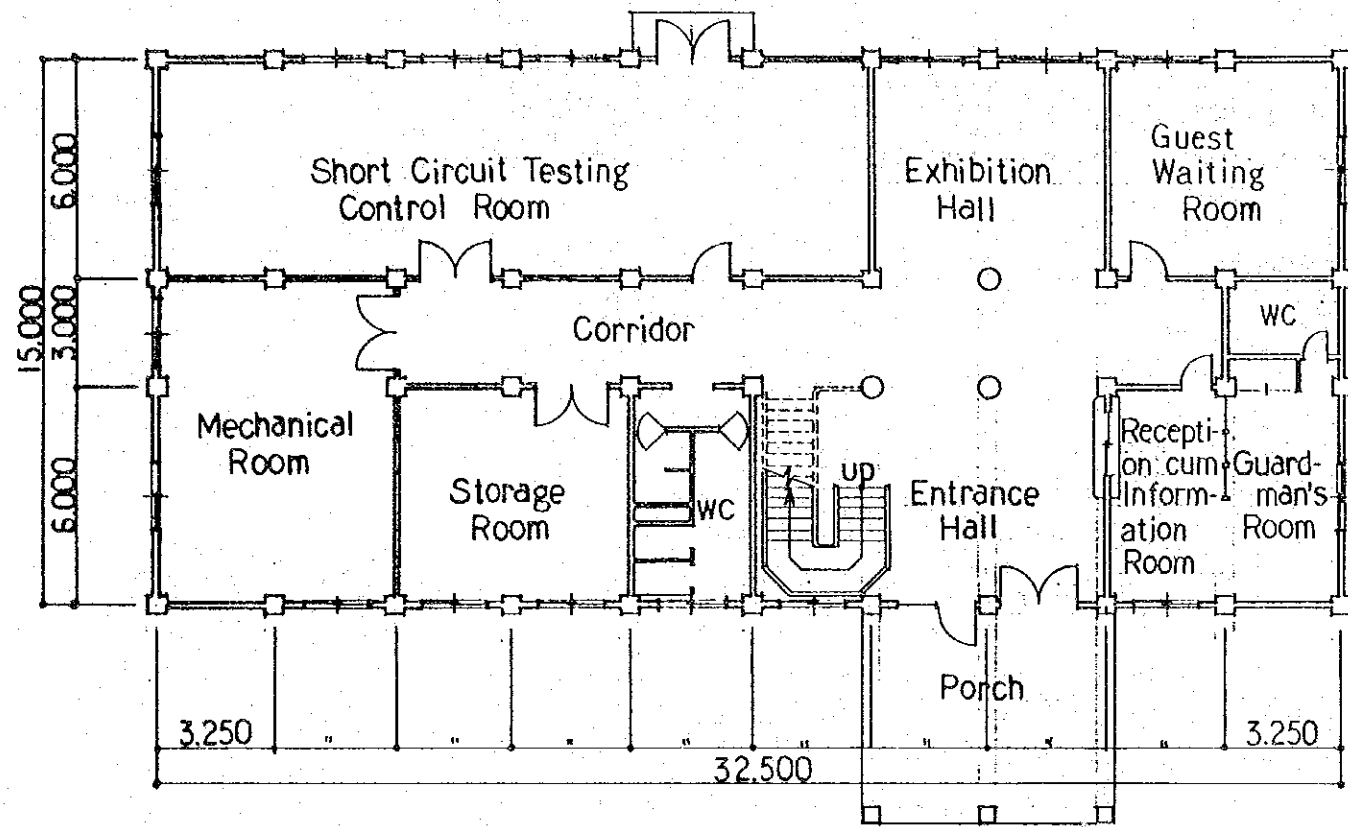 Short Circuit Testing
Control Room
Exhibition
Hall
Guest
Waiting
Room
6.000
15.000
3.000
6.000
Corridor
WC
Mechanical
Room
Storage
Room
WC
UP
Entrance
Hall
Recepti-
on cum
Inform-
ation
Room
Guard-
man's
Room
Porch
3.250
"
"
"
"
"
"
"
"
3.250
32.500